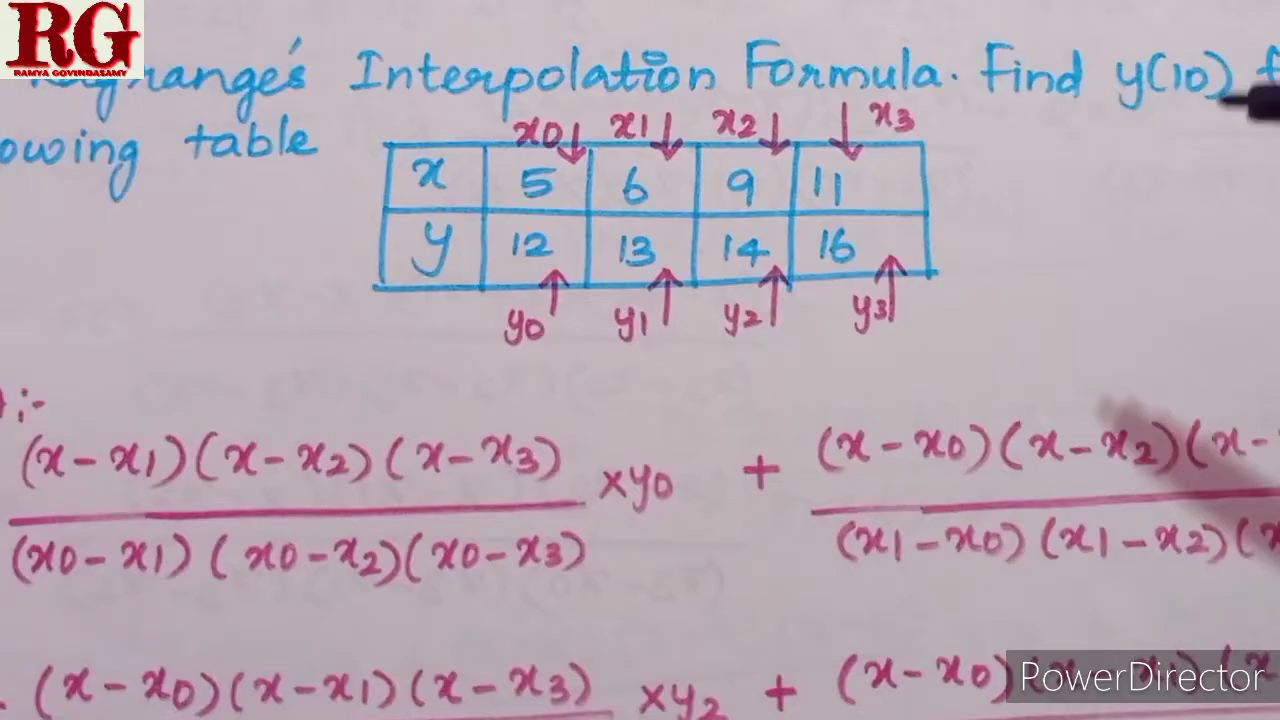 RG
RAMYA GOVINDASAMY
Interpolation Formula. Find y(10)
table
x0 x1 x2 x3
x 5 6 9 11
y 12 13 14 16
y0 y1 y2 y3
:-
(x-x1)(x-x2)(x-x3) xy0 + (x-x0)(x-x2)(x-
(x0-x1)(x0-x2)(x0-x3) (x1-x0)(x1-x2)(
(x-x0)(x-x1)(x-x3) xy2 + (x-x0)
PowerDirector